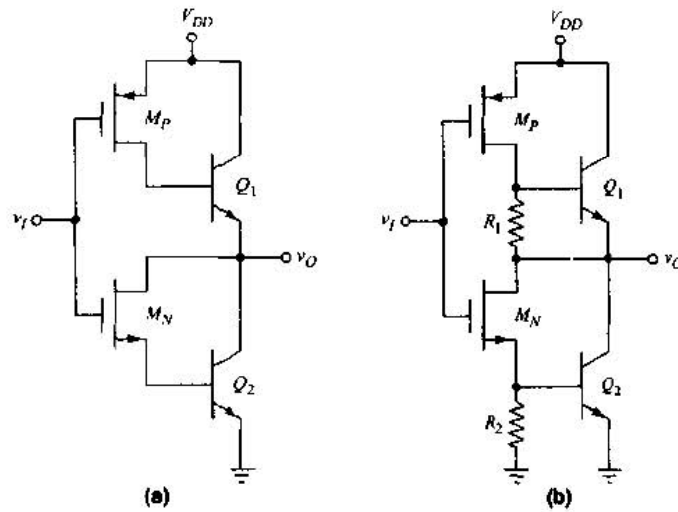 V_DD
M_P
Q_1
v_I
v_O
M_N
Q_2
(a)
V_DD
M_P
Q_1
R_1
v_I
v_O
M_N
Q_2
R_2
(b)